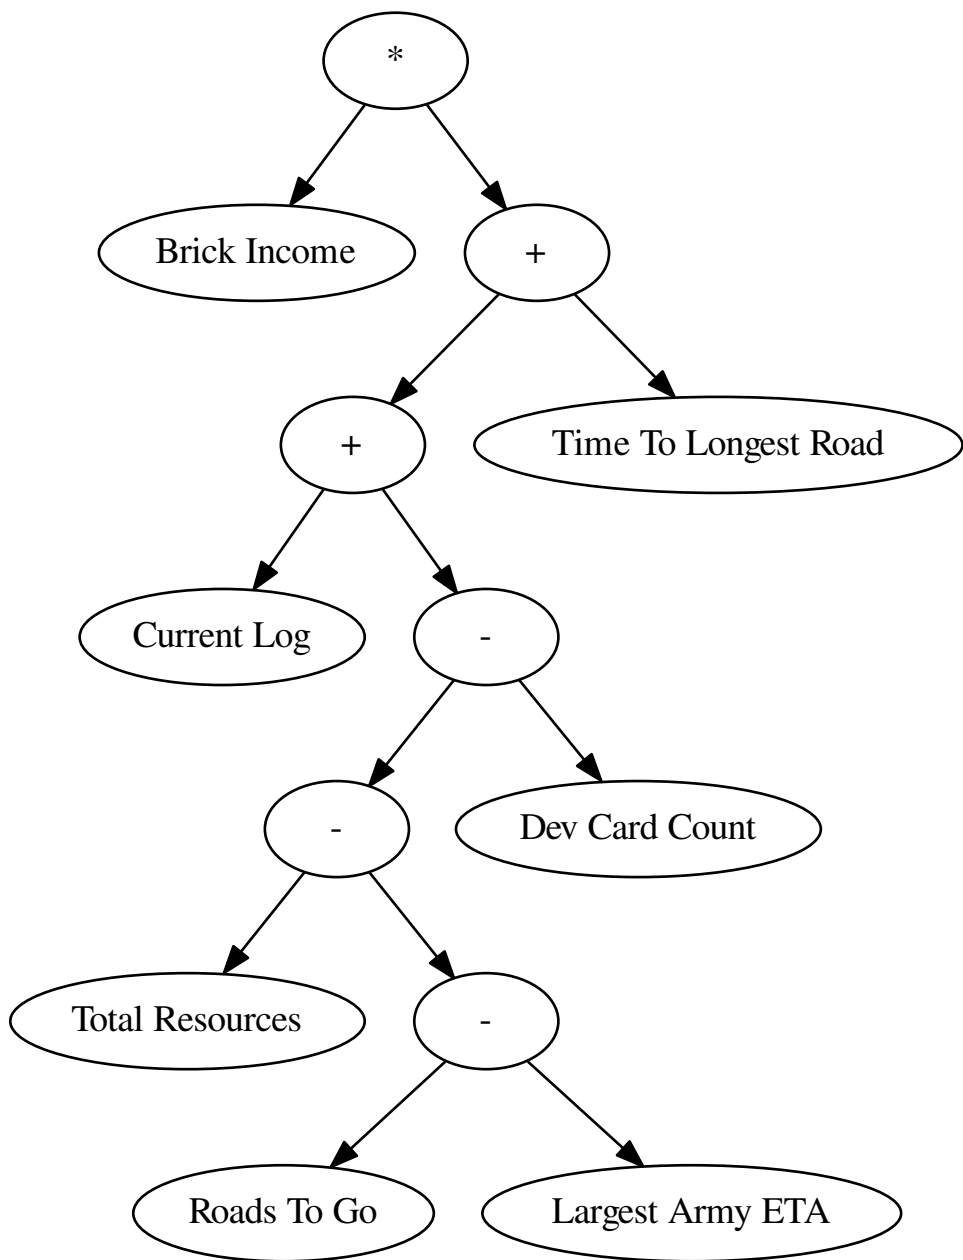 *
Brick Income
+
+
Time To Longest Road
Current Log
-
-
Dev Card Count
Total Resources
-
Roads To Go
Largest Army ETA